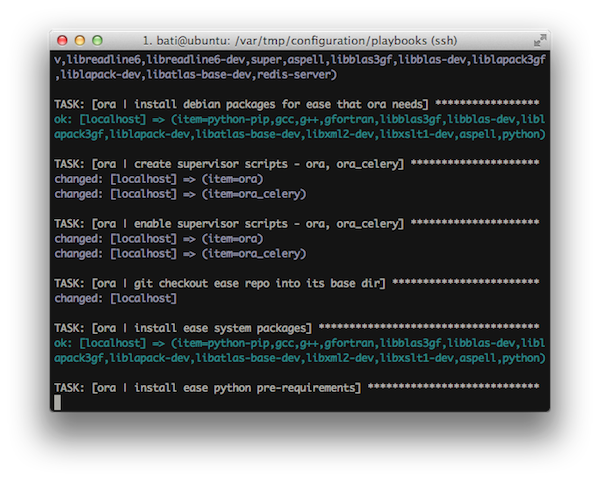 1. bati@ubuntu: /var/tmp/configuration/playbooks (ssh)
v,libreadline6,libreadline6-dev,super,aspell,libblas3gf,libblas-dev,liblapack3gf
,liblapack-dev,libatlas-base-dev,redis-server)
TASK: [ora | install debian packages for ease that ora needs] *****************
ok: [localhost] => (item=python-pip,gcc,g++,gfortran,libblas3gf,libblas-dev,libl
apack3gf,liblapack-dev,libatlas-base-dev,libxml2-dev,libxslt1-dev,aspell,python)
TASK: [ora | create supervisor scripts - ora, ora_celery] *********************
changed: [localhost] => (item=ora)
changed: [localhost] => (item=ora_celery)
TASK: [ora | enable supervisor scripts - ora, ora_celery] *********************
changed: [localhost] => (item=ora)
changed: [localhost] => (item=ora_celery)
TASK: [ora | git checkout ease repo into its base dir] ************************
changed: [localhost]
TASK: [ora | install ease system packages] ************************************
ok: [localhost] => (item=python-pip,gcc,g++,gfortran,libblas3gf,libblas-dev,libl
apack3gf,liblapack-dev,libatlas-base-dev,libxml2-dev,libxslt1-dev,aspell,python)
TASK: [ora | install ease python pre-requirements] ****************************